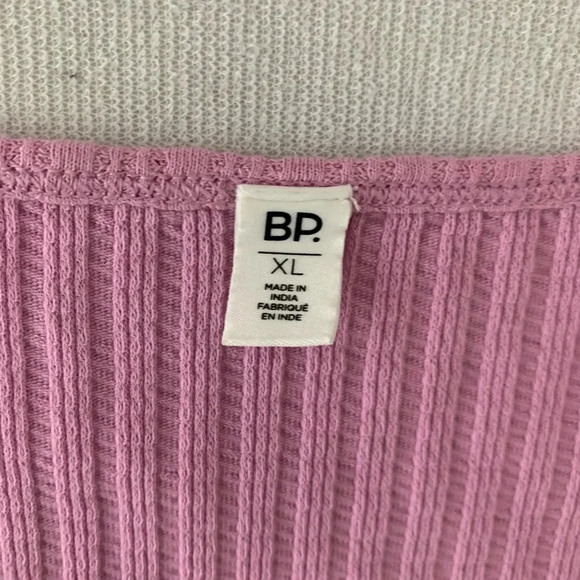 BP.
XL
MADE IN
INDIA
FABRIQUÉ
EN INDE